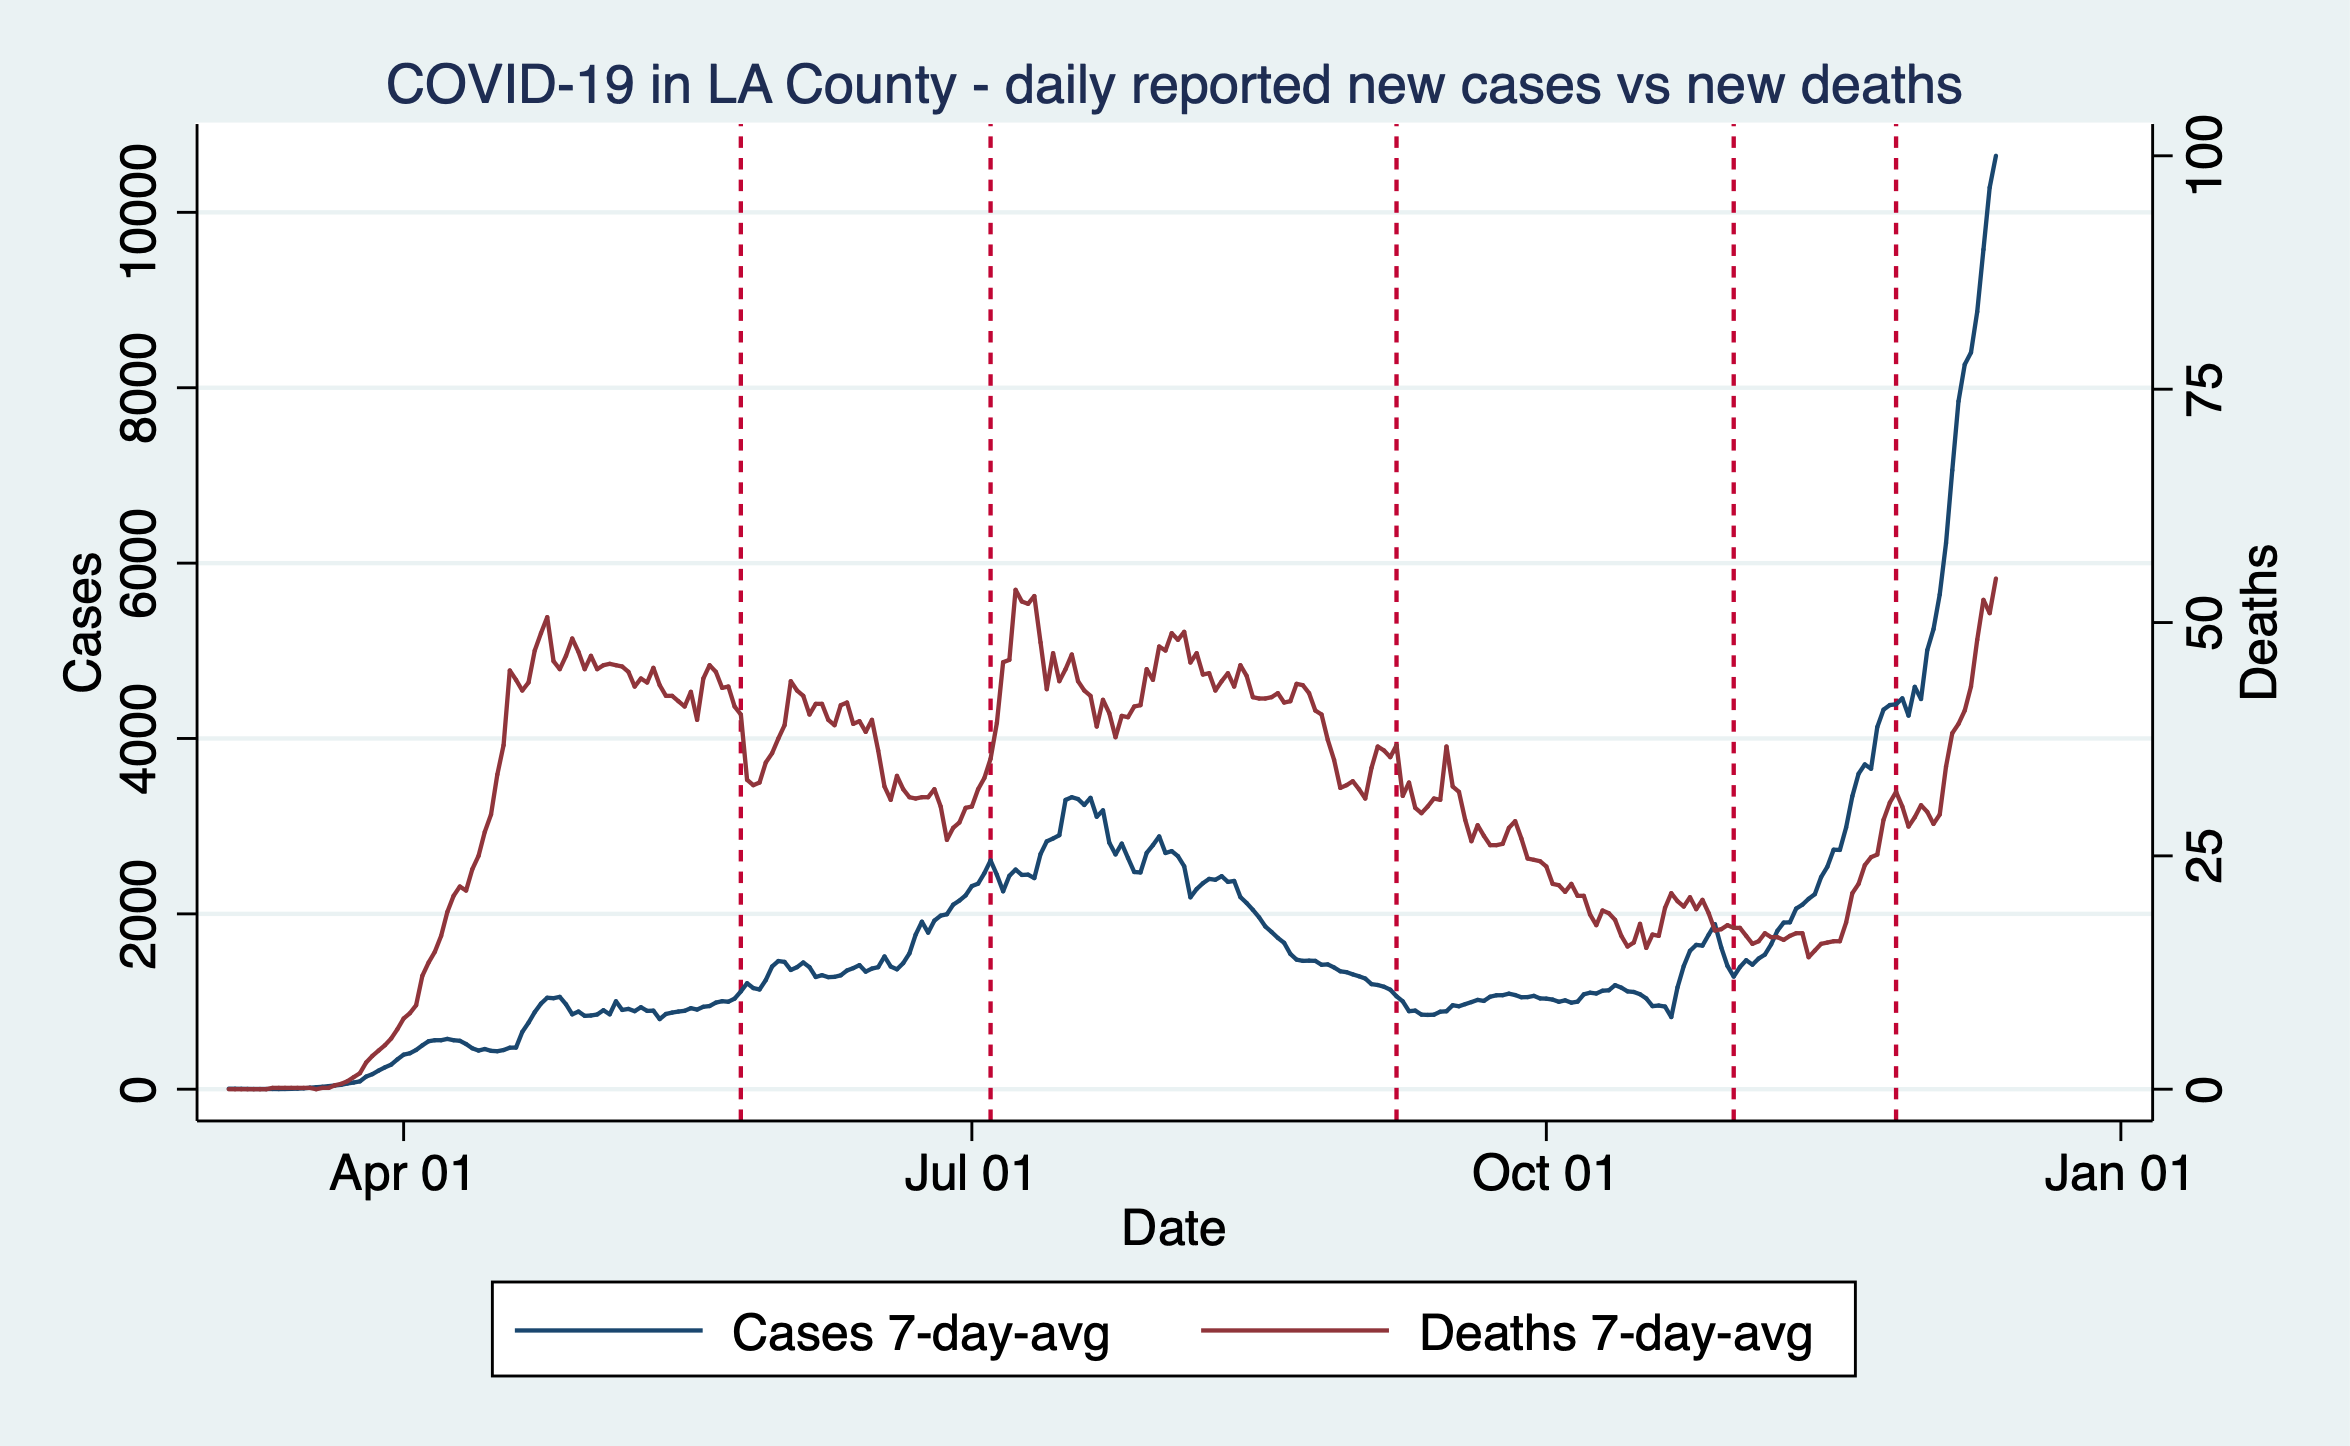 COVID-19 in LA County - daily reported new cases vs new deaths
10000
8000
6000
4000
2000
0
Cases
100
75
50
25
0
Deaths
Apr 01
Jul 01
Oct 01
Jan 01
Date
Cases 7-day-avg
Deaths 7-day-avg